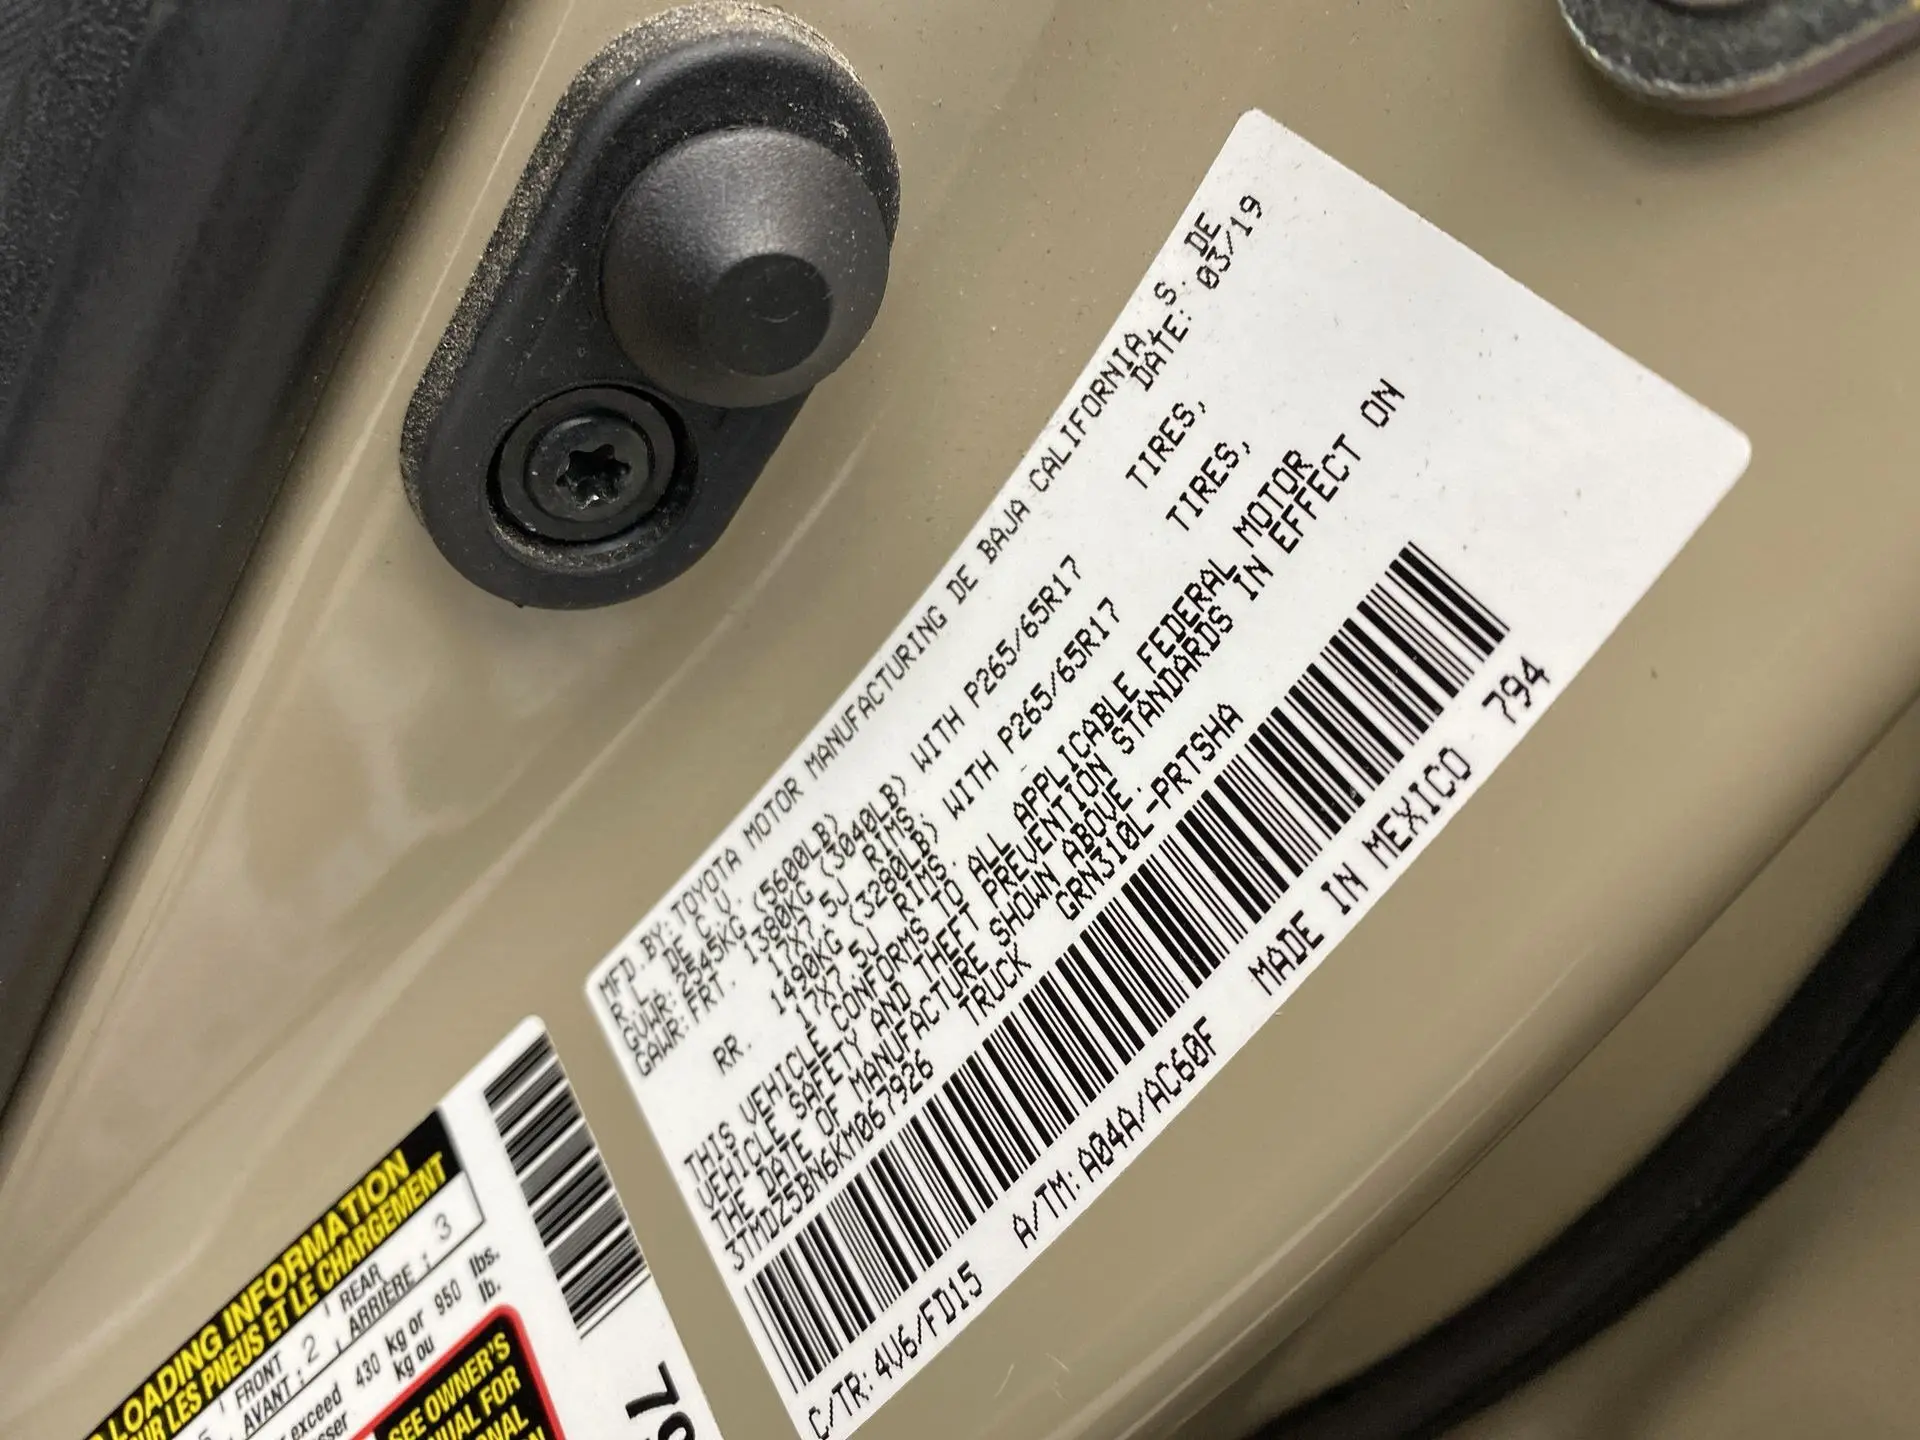 MFD.BY:TOYOTA MOTOR MANUFACTURING DE BAJA CALIFORNIA, S. DE
R.L. DE C.V. DATE: 03/19
GVWR:2545KG (5600LB)
GAWR:FRT. 1380KG (3040LB) WITH P265/65R17 TIRES,
17X7.5J RIMS.
RR. 1490KG (3280LB) WITH P265/65R17 TIRES,
17X7.5J RIMS.
THIS VEHICLE CONFORMS TO ALL APPLICABLE FEDERAL MOTOR
VEHICLE SAFETY AND THEFT PREVENTION STANDARDS IN EFFECT ON
THE DATE OF MANUFACTURE SHOWN ABOVE.
3TMDZ5BN6KM067926 TRUCK GRN310L-PRTSHA
C/TR:4V6/FD15 A/TM:A04A/AC60F MADE IN MEXICO 794
LOADING INFORMATION
SUR LES PNEUS ET LE CHARGEMENT
FRONT 2 REAR 3
AVANT : ARRIÈRE :
exceed 430 kg or 950 lbs.
kg ou lb.
SEE OWNER'S
FOR